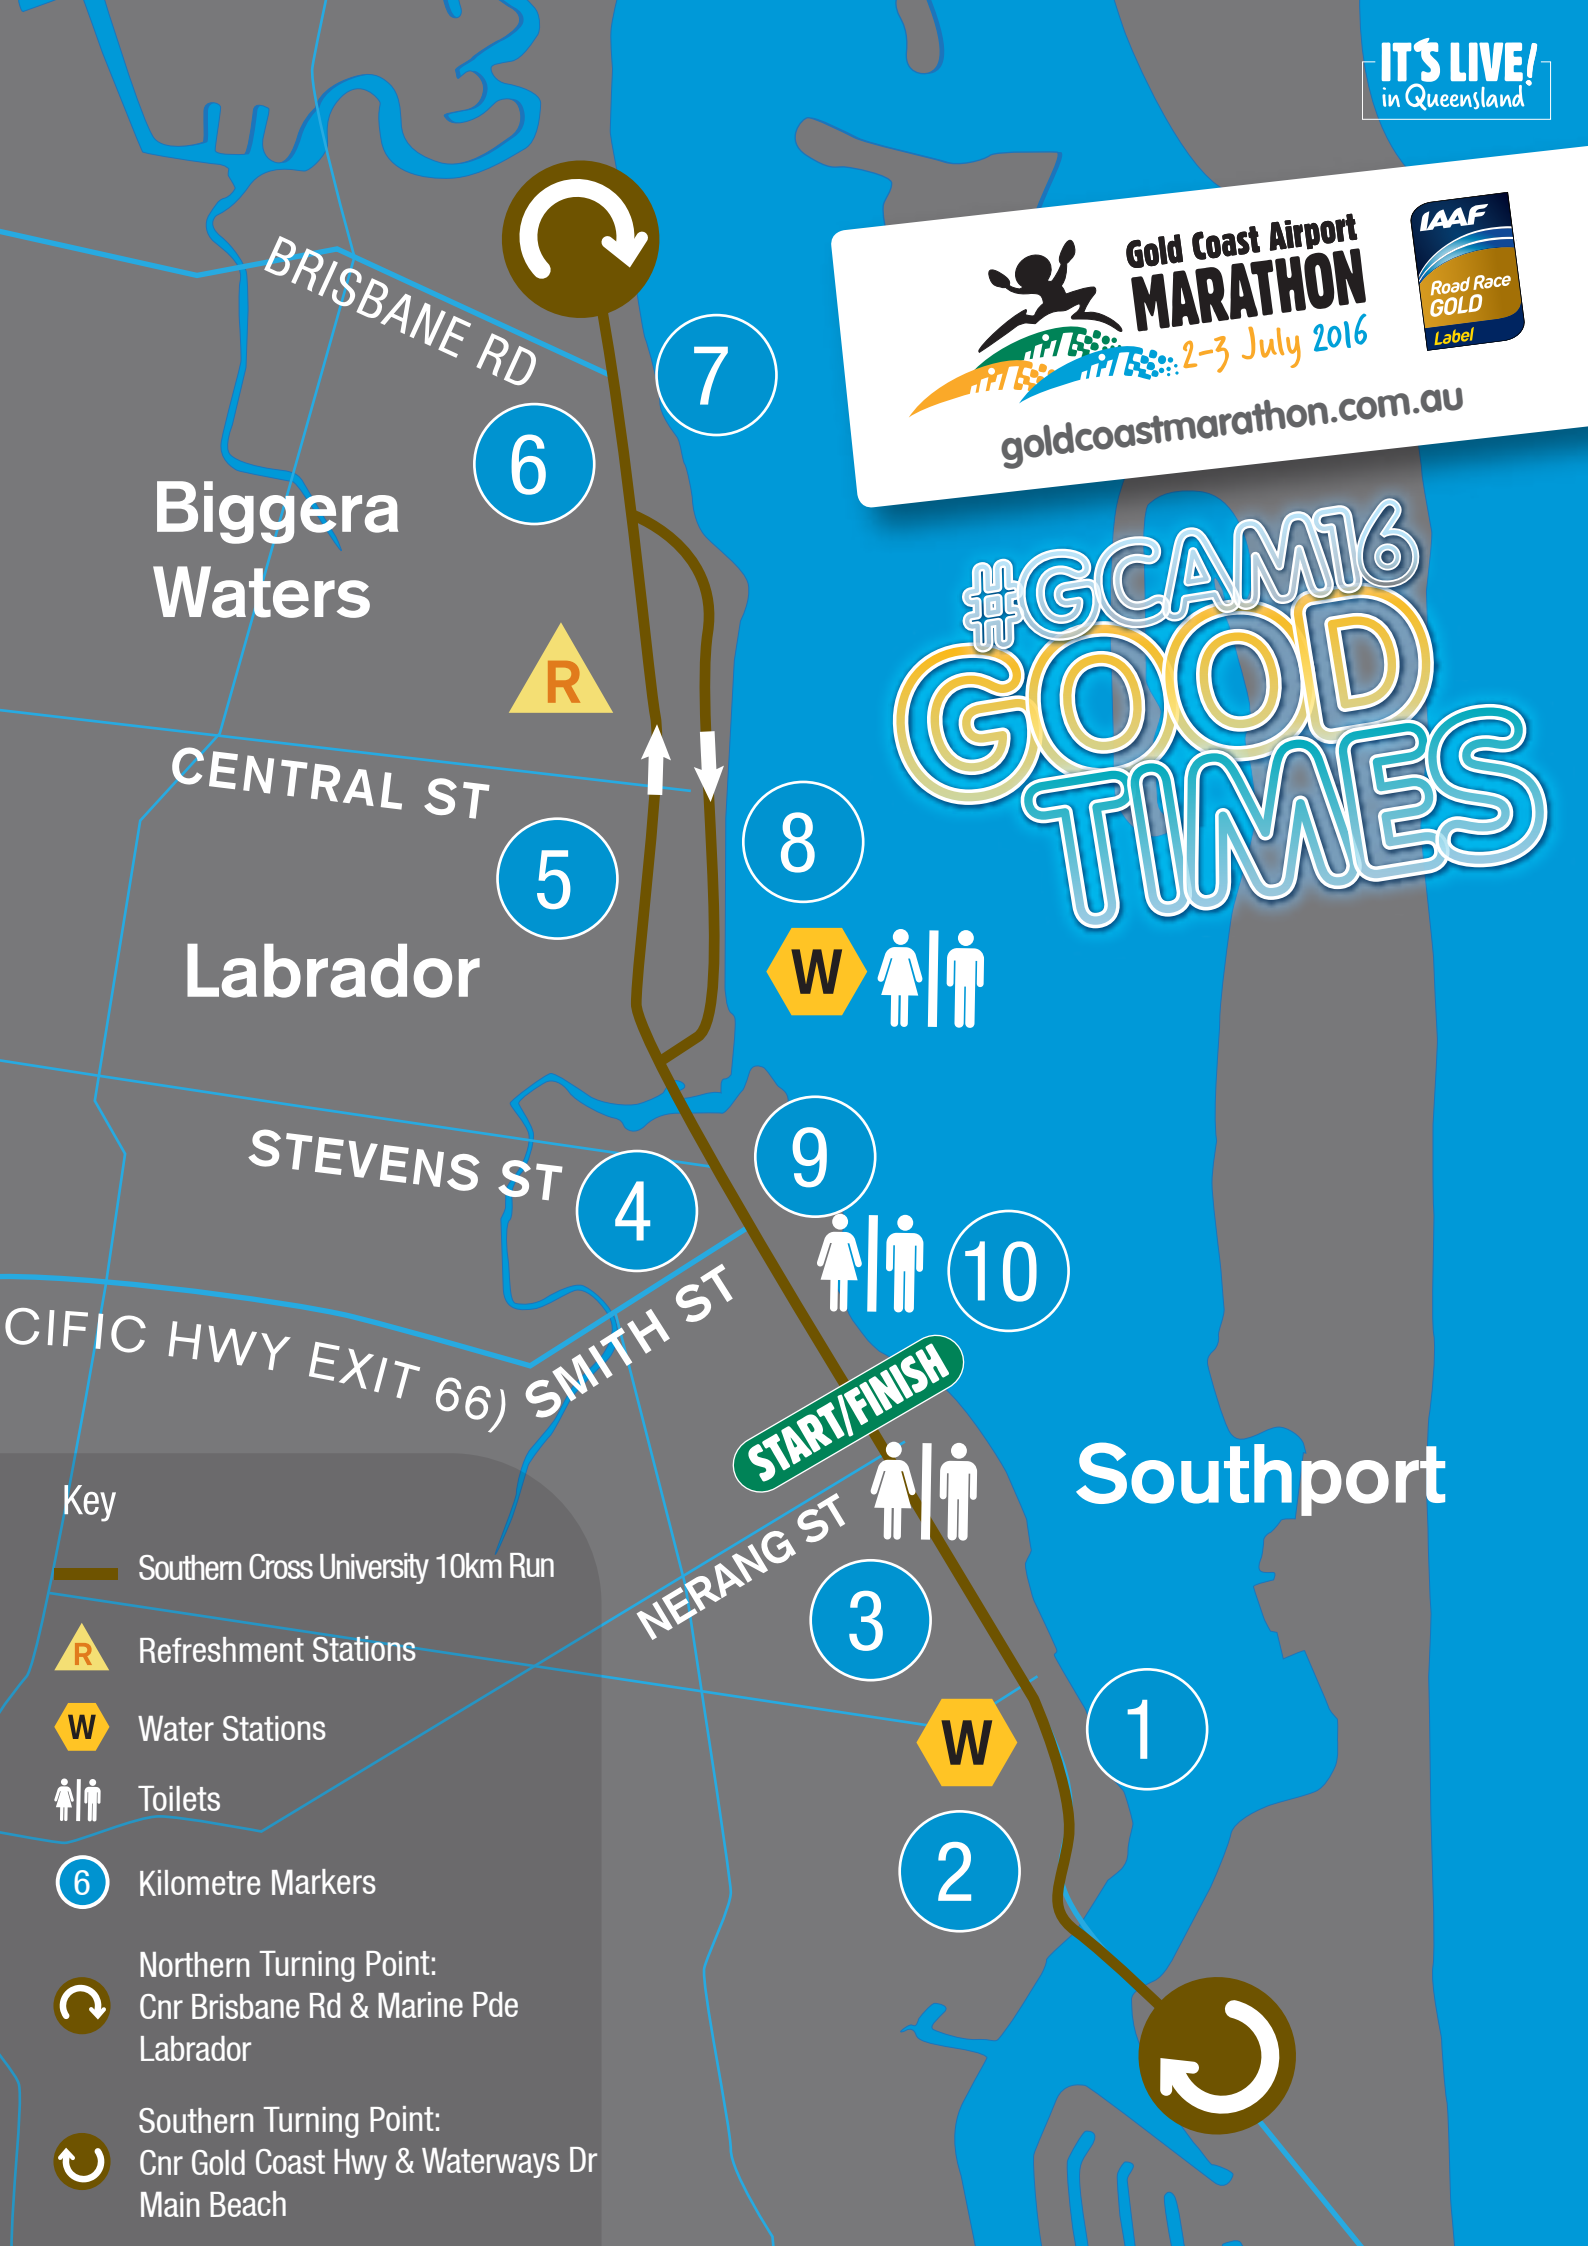 IT'S LIVE!
in Queensland
Gold Coast Airport
MARATHON
2-3 July 2016
goldcoastmarathon.com.au
IAAF
Road Race
GOLD
Label
#GCAM16
GOOD
TIMES
BRISBANE RD
7
6
Biggera
Waters
R
CENTRAL ST
5
8
Labrador
W
STEVENS ST
4
9
10
CIFIC HWY EXIT 66) SMITH ST
START/FINISH
Southport
NERANG ST
3
1
W
2
Key
Southern Cross University 10km Run
R Refreshment Stations
W Water Stations
Toilets
6 Kilometre Markers
Northern Turning Point:
Cnr Brisbane Rd & Marine Pde
Labrador
Southern Turning Point:
Cnr Gold Coast Hwy & Waterways Dr
Main Beach